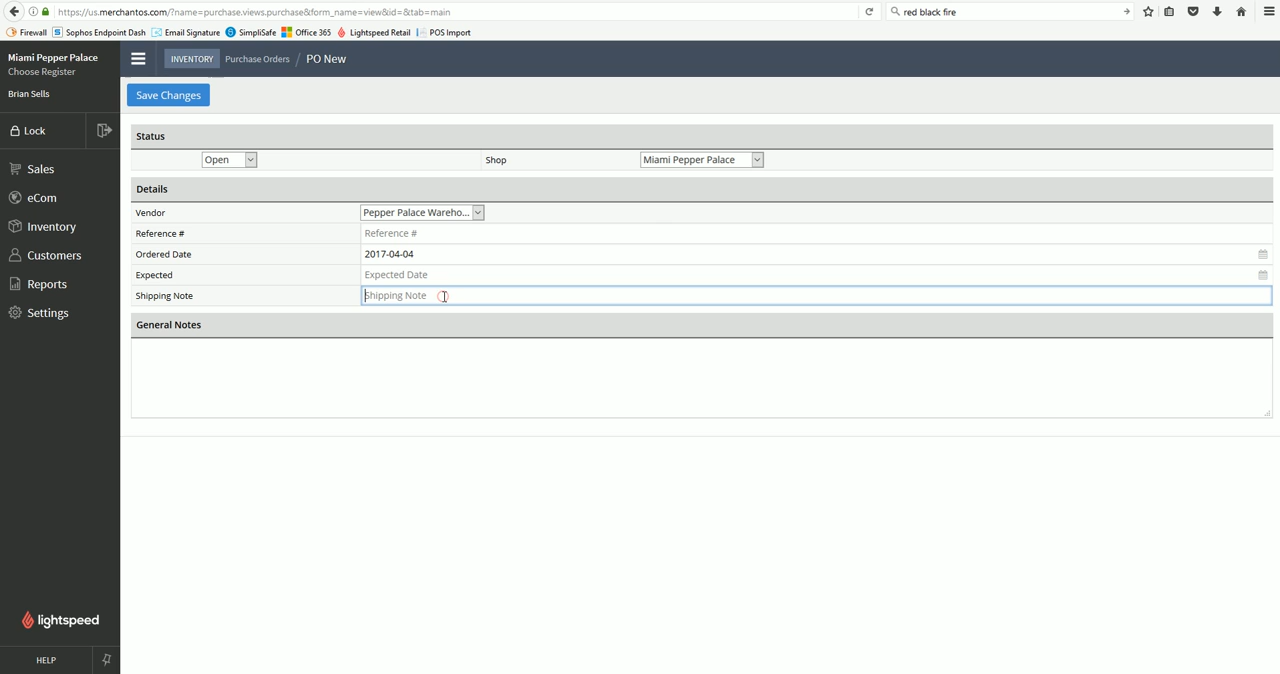 https://us.merchantos.com/?name=purchase.views.purchase&form_name=view&id=&tab=main
red black fire
Firewall
Sophos Endpoint Dash
Email Signature
SimpliSafe
Office 365
Lightspeed Retail
POS Import
Miami Pepper Palace
Choose Register
INVENTORY
Purchase Orders / PO New
Brian Sells
Save Changes
Lock
Status
Open
Shop
Miami Pepper Palace
Sales
eCom
Inventory
Customers
Reports
Settings
Details
Vendor
Pepper Palace Wareho...
Reference #
Reference #
Ordered Date
2017-04-04
Expected
Expected Date
Shipping Note
Shipping Note
General Notes
lightspeed
HELP